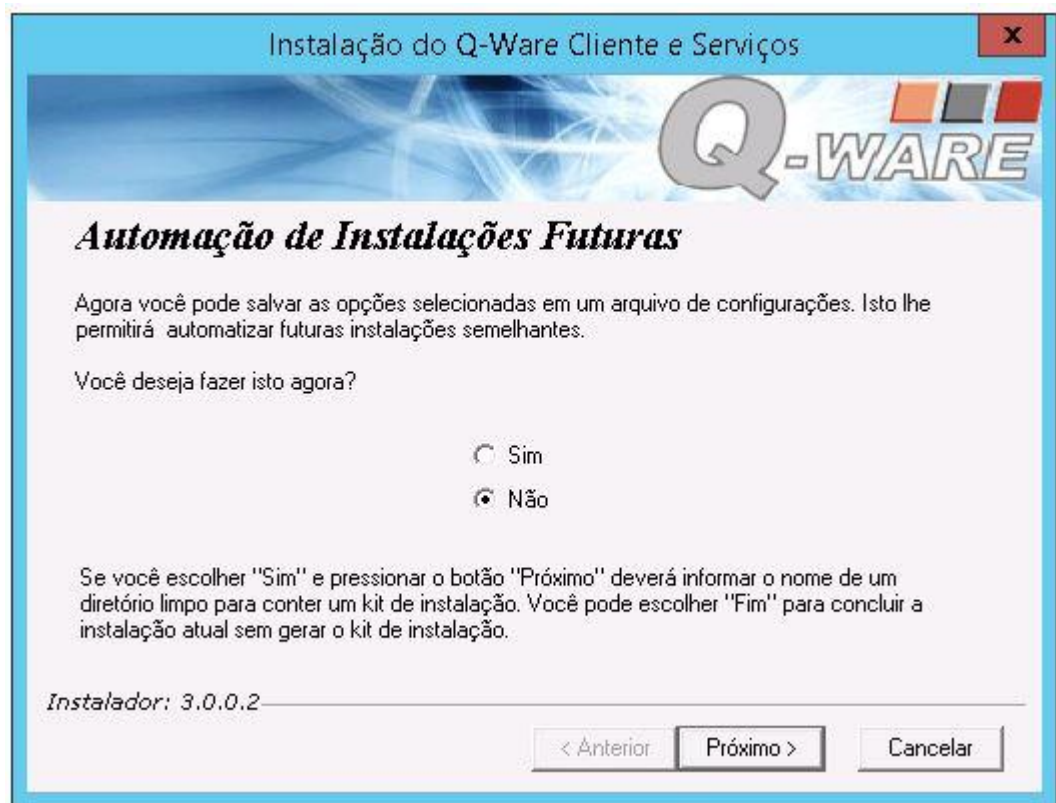 Instalação do Q-Ware Cliente e Serviços
x
Q-WARE
Automação de Instalações Futuras
Agora você pode salvar as opções selecionadas em um arquivo de configurações. Isto lhe
permitirá automatizar futuras instalações semelhantes.
Você deseja fazer isto agora?
Sim
Não
Se você escolher "Sim" e pressionar o botão "Próximo" deverá informar o nome de um
diretório limpo para conter um kit de instalação. Você pode escolher "Fim" para concluir a
instalação atual sem gerar o kit de instalação.
Instalador: 3.0.0.2
< Anterior Próximo > Cancelar